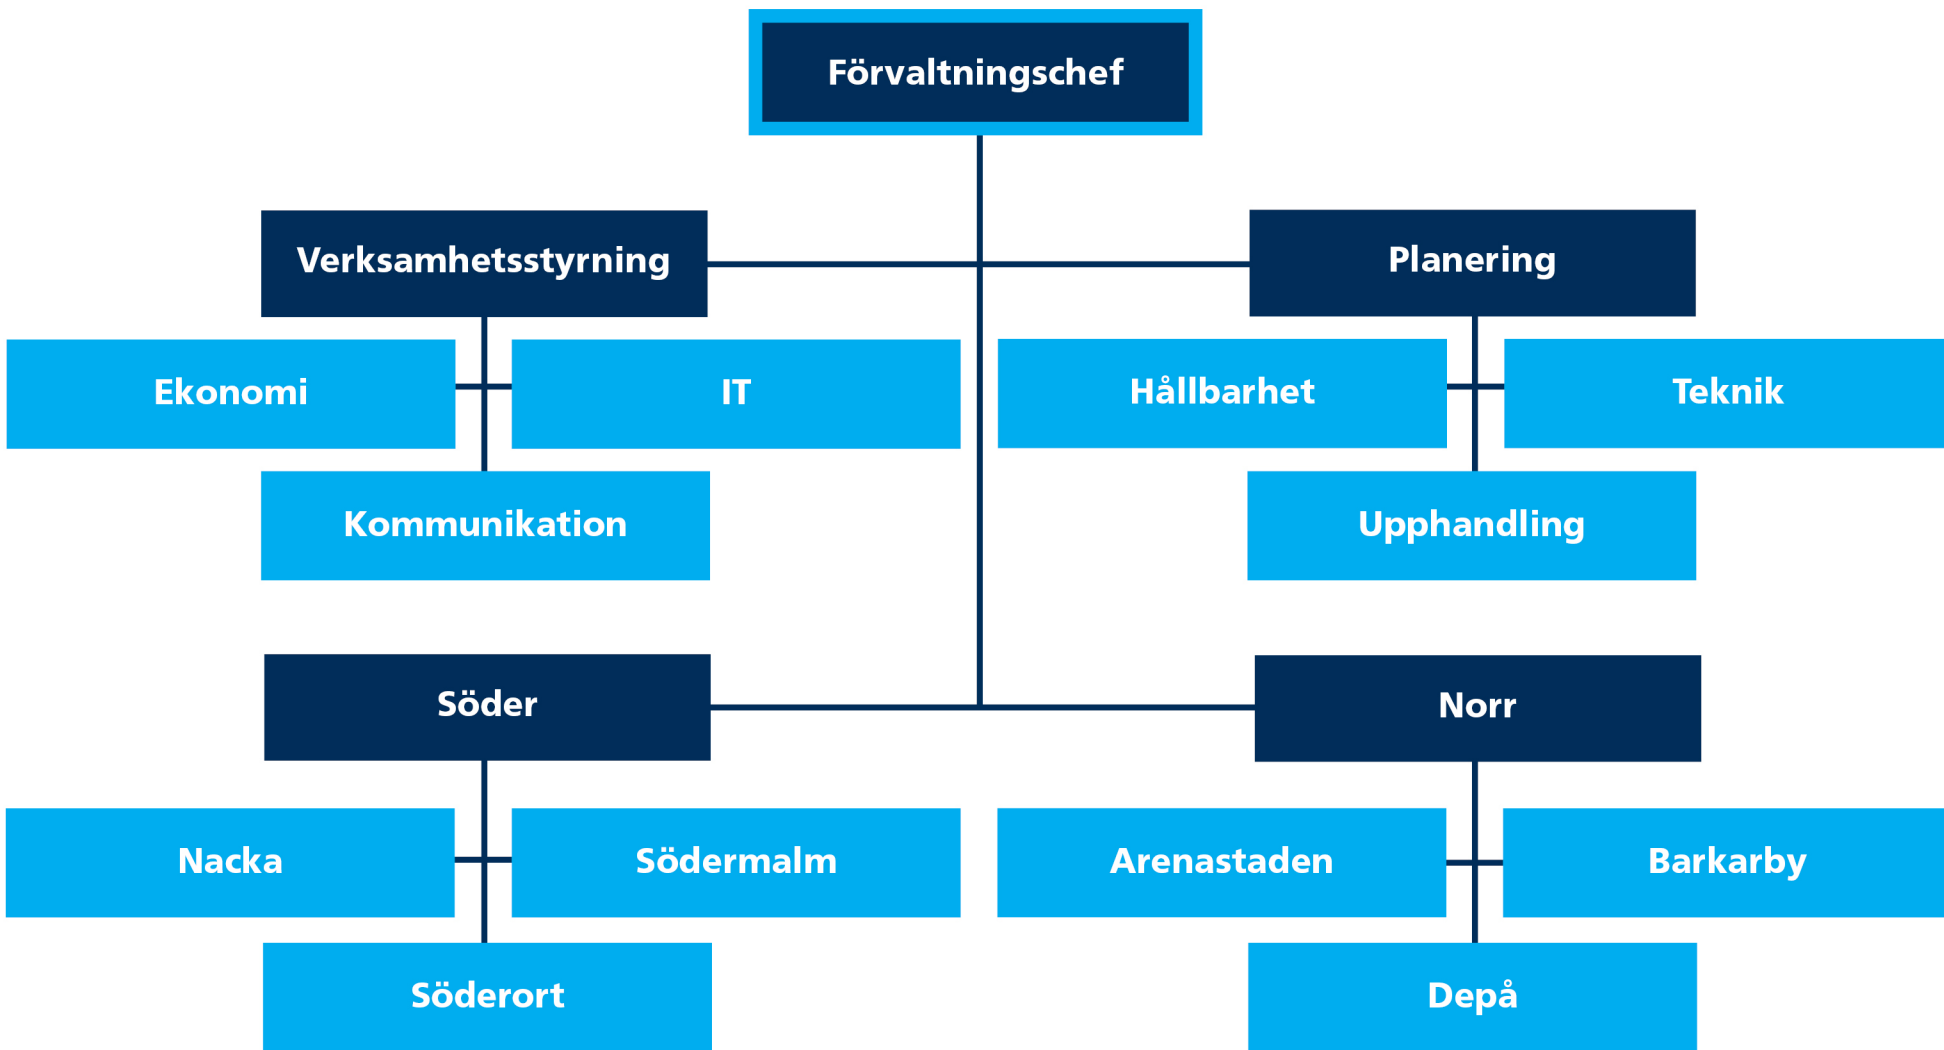 Förvaltningschef
Verksamhetsstyrning
Planering
Ekonomi
IT
Hållbarhet
Teknik
Kommunikation
Upphandling
Söder
Norr
Nacka
Södermalm
Arenastaden
Barkarby
Söderort
Depå